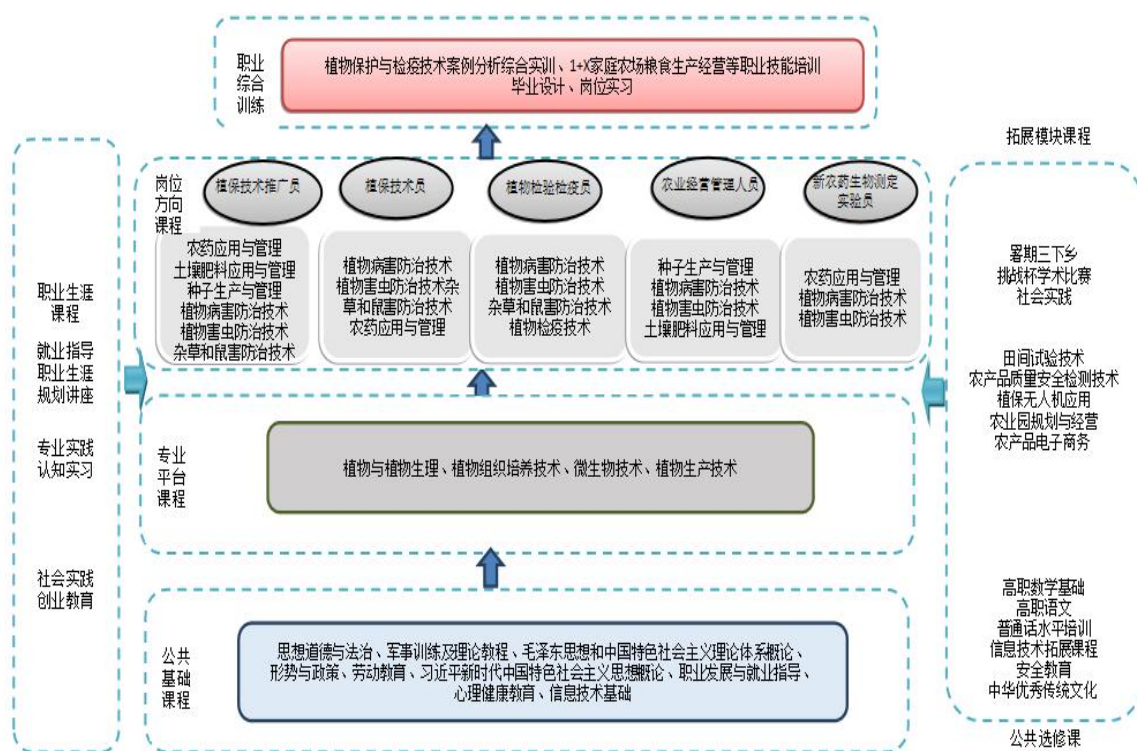 职业
综合
训练
植物保护与检疫技术案例分析综合实训、1+X家庭农场粮食生产经营等职业技能培训
毕业设计、岗位实习
岗位
方向
课程
植保技术推广员
农药应用与管理
土壤肥料应用与管理
种子生产与管理
植物病害防治技术
植物害虫防治技术
杂草和鼠害防治技术
植保技术员
植物病害防治技术
植物害虫防治技术杂
草和鼠害防治技术
农药应用与管理
植物检验检疫员
植物病害防治技术
植物害虫防治技术
杂草和鼠害防治技术
植物检疫技术
农业经营管理人员
种子生产与管理
植物病害防治技术
植物害虫防治技术
土壤肥料应用与管理
新农药生物测定
实验员
农药应用与管理
植物病害防治技术
植物害虫防治技术
专业
平台
课程
植物与植物生理、植物组织培养技术、微生物技术、植物生产技术
公共
基础
课程
思想道德与法治、军事训练及理论教程、毛泽东思想和中国特色社会主义理论体系概论、
形势与政策、劳动教育、习近平新时代中国特色社会主义思想概论、职业发展与就业指导、
心理健康教育、信息技术基础
职业生涯
课程
就业指导
职业生涯
规划讲座
专业实践
认知实习
社会实践
创业教育
拓展模块课程
署期三下乡
挑战杯学术比赛
社会实践
田间试验技术
农产品质量安全检测技术
植保无人机应用
农业园规划与经营
农产品电子商务
高职数学基础
高职语文
普通话水平培训
信息技术拓展课程
安全教育
中华优秀传统文化
公共选修课